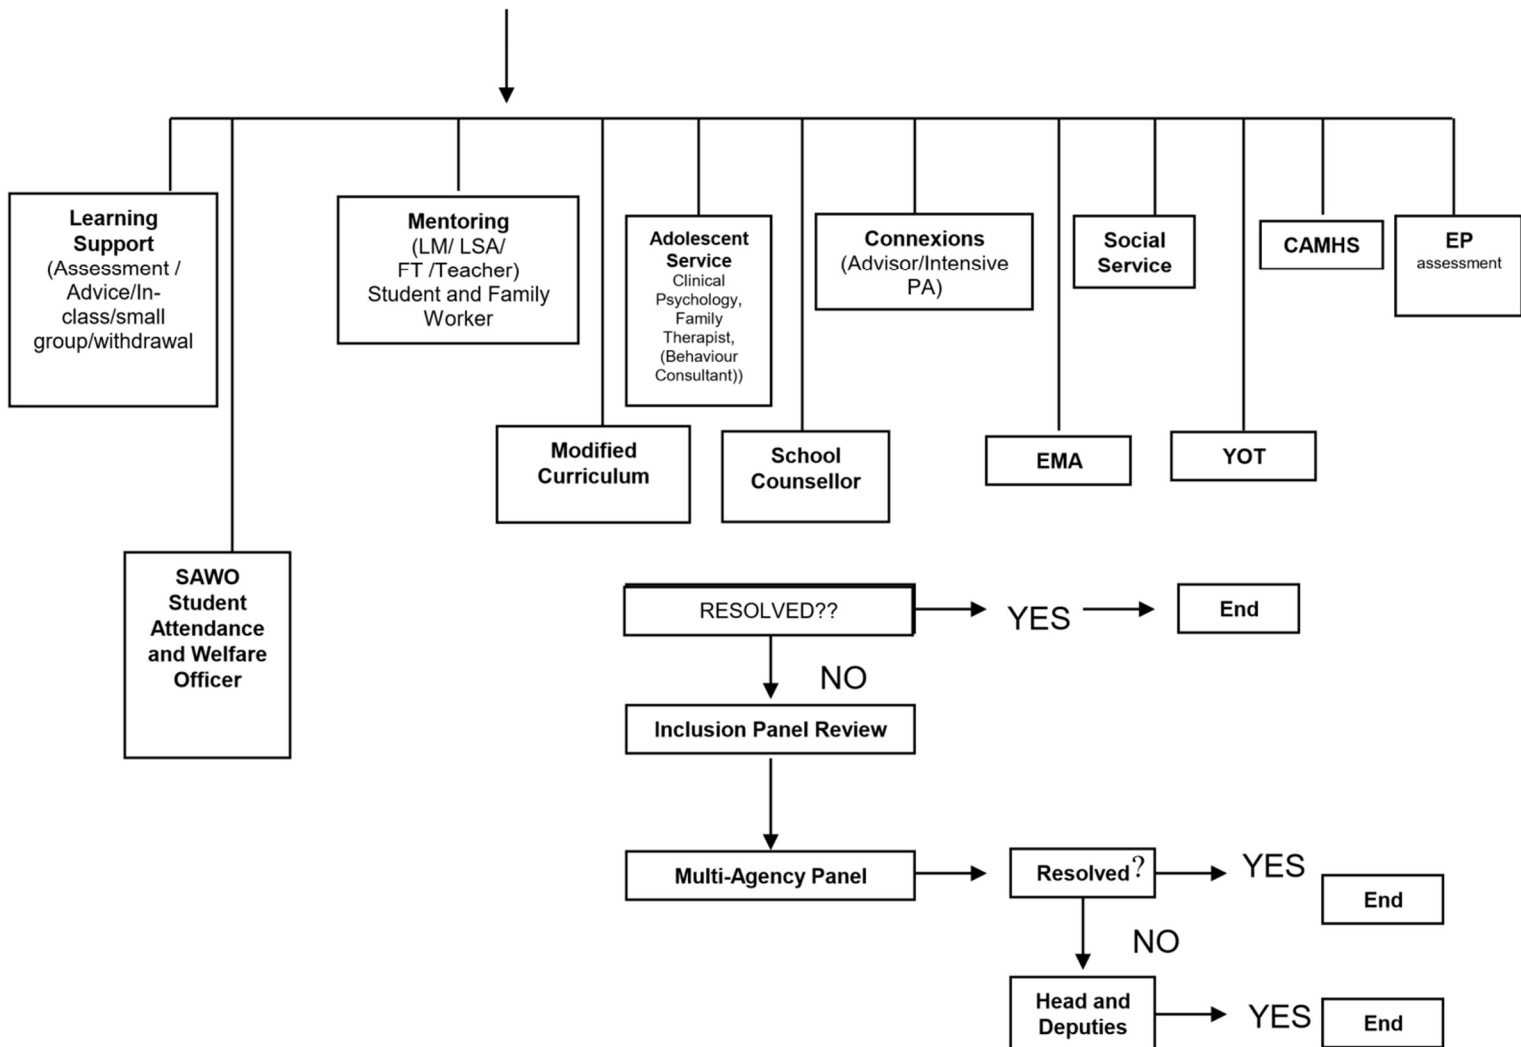 Learning
Support
(Assessment /
Advice/In-
class/small
group/withdrawal
Mentoring
(LM/ LSA/
FT /Teacher)
Student and Family
Worker
Adolescent
Service
Clinical
Psychology,
Family
Therapist,
(Behaviour
Consultant))
Connexions
(Advisor/Intensive
PA)
Social
Service
CAMHS
EP
assessment
Modified
Curriculum
School
Counsellor
EMA
YOT
SAWO
Student
Attendance
and Welfare
Officer
RESOLVED??
YES
End
NO
Inclusion Panel Review
Multi-Agency Panel
Resolved?
YES
End
NO
Head and
Deputies
YES
End